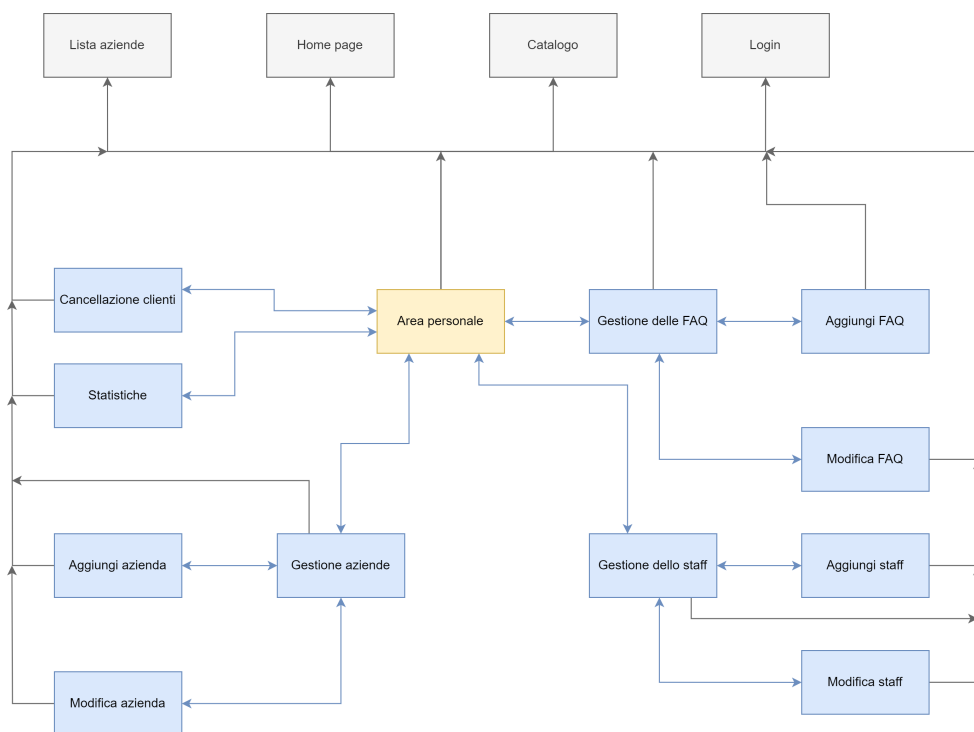 Lista aziende
Home page
Catalogo
Login
Cancellazione clienti
Area personale
Gestione delle FAQ
Aggiungi FAQ
Statistiche
Modifica FAQ
Aggiungi azienda
Gestione aziende
Gestione dello staff
Aggiungi staff
Modifica azienda
Modifica staff